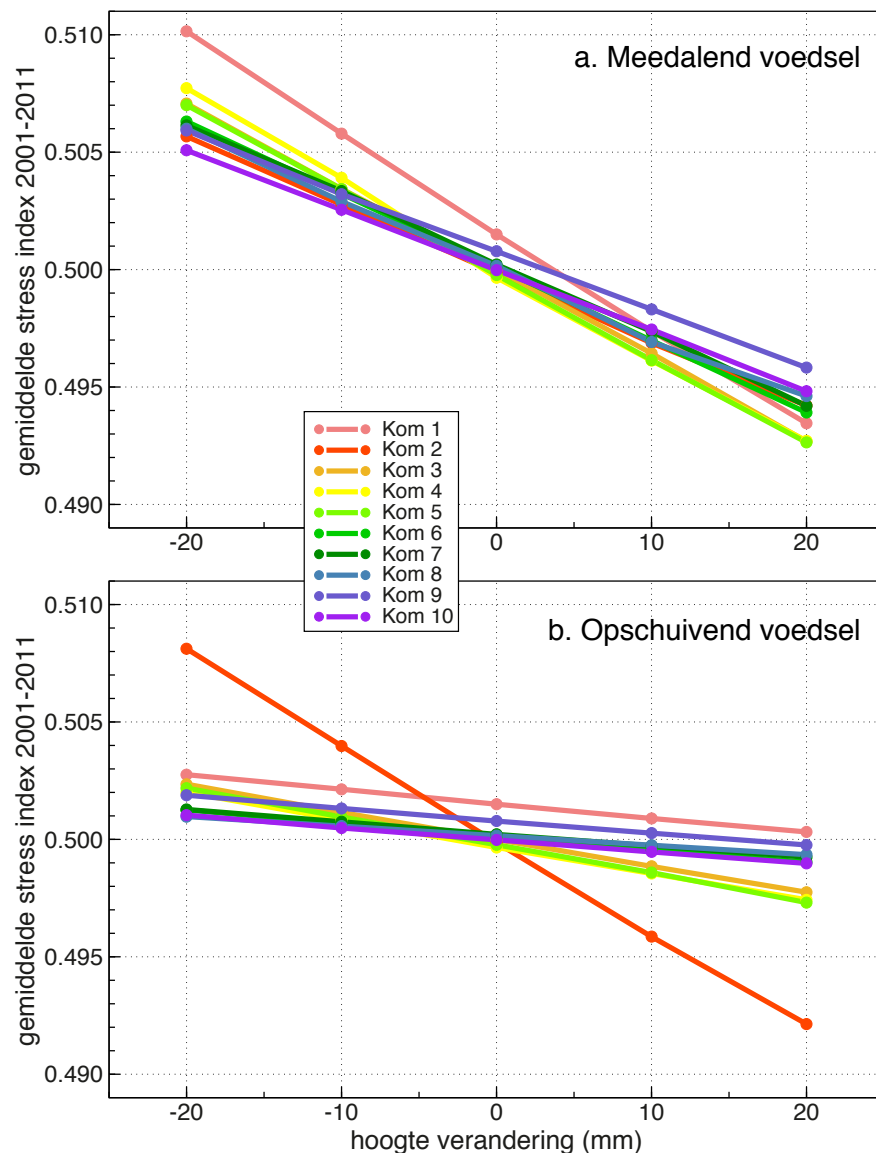 a. Meedalend voedsel
gemiddelde stress index 2001-2011
0.510
0.505
0.500
0.495
0.490
-20
0
10
20
Kom 1
Kom 2
Kom 3
Kom 4
Kom 5
Kom 6
Kom 7
Kom 8
Kom 9
Kom 10
b. Opschuivend voedsel
gemiddelde stress index 2001-2011
0.510
0.505
0.500
0.495
0.490
-20
-10
0
10
20
hoogte verandering (mm)